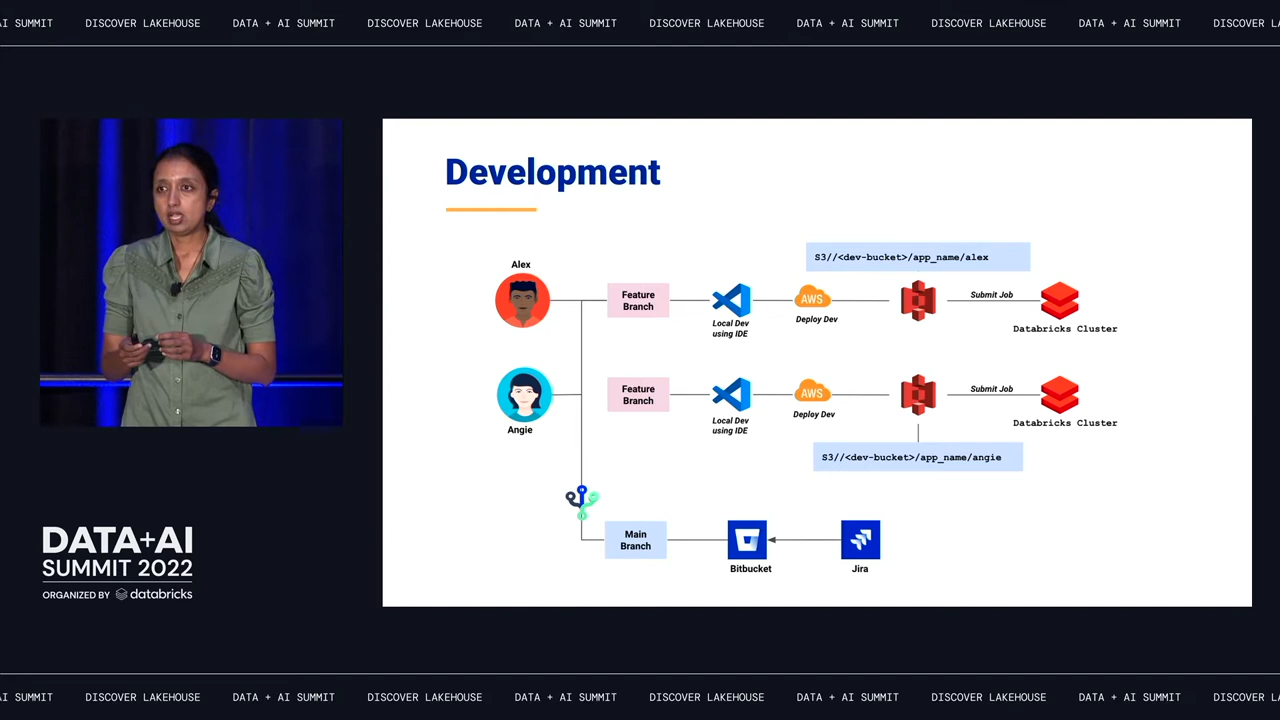 AI SUMMIT DISCOVER LAKEHOUSE DATA + AI SUMMIT DISCOVER LAKEHOUSE DATA + AI SUMMIT DISCOVER LAKEHOUSE DATA + AI SUMMIT DISCOVER LAKEHOUSE DATA + AI SUMMIT DISCOVER
Development
S3//<dev-bucket>/app_name/alex
Alex
Feature
Branch
Local Dev
using IDE
AWS
Deploy Dev
Submit Job
Databricks Cluster
Feature
Branch
Local Dev
using IDE
AWS
Deploy Dev
Submit Job
Databricks Cluster
Angie
S3//<dev-bucket>/app_name/angie
Main
Branch
Bitbucket
Jira
DATA+AI
SUMMIT 2022
ORGANIZED BY databricks
AI SUMMIT DISCOVER LAKEHOUSE DATA + AI SUMMIT DISCOVER LAKEHOUSE DATA + AI SUMMIT DISCOVER LAKEHOUSE DATA + AI SUMMIT DISCOVER LAKEHOUSE DATA + AI SUMMIT DISCOVER